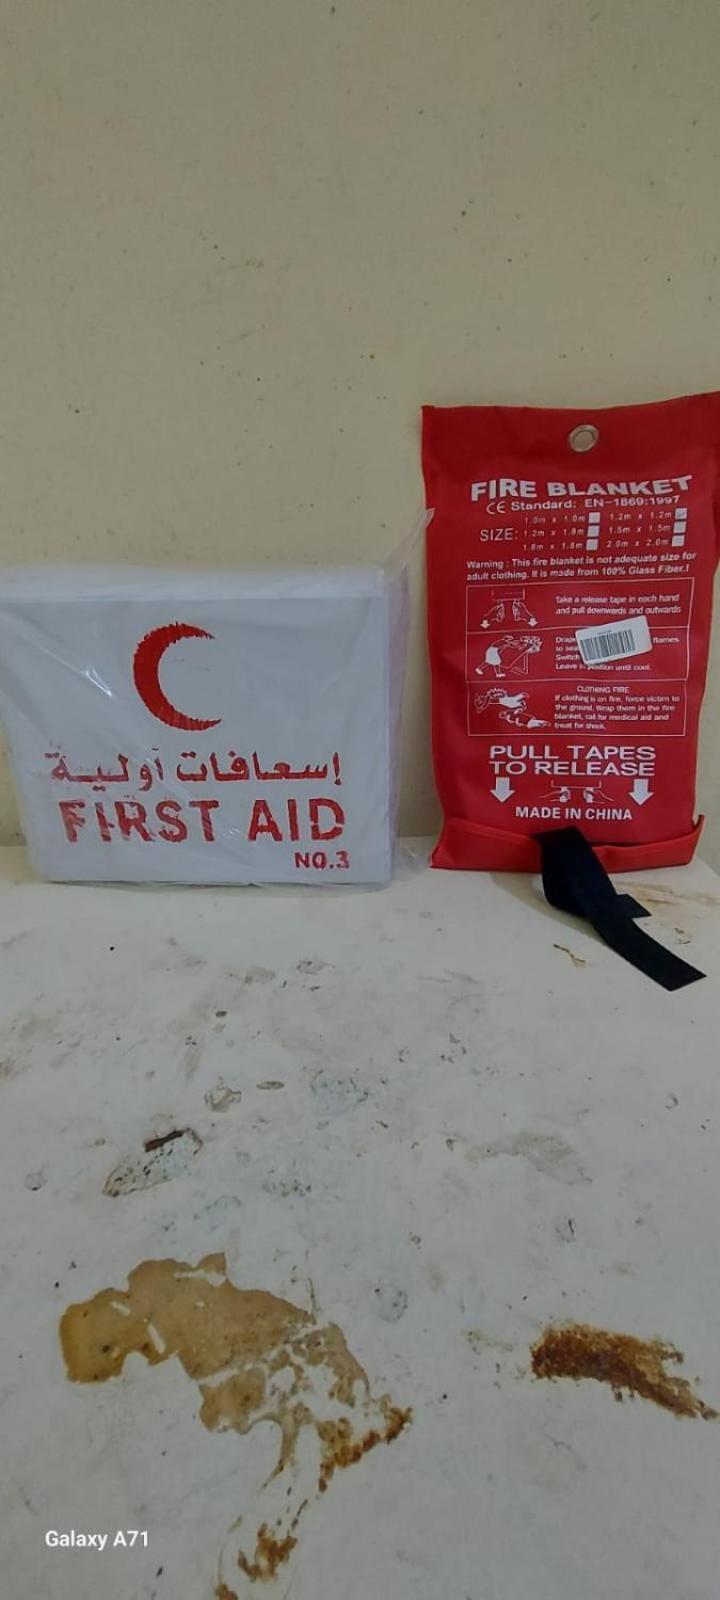 إسعافات أولية
FIRST AID
NO.3
FIRE BLANKET
CE Standard: EN-1869:1997
SIZE:
1.0m x 1.0m 1.2m x 1.2m
1.2m x 1.8m 1.5m x 1.5m
1.8m x 1.8m 2.0m x 2.0m
Warning : This fire blanket is not adequate size for
adult clothing. It is made from 100% Glass Fiber.!
Take a release tape in each hand
and pull downwards and outwards
flames
to
Switch
Leave in position until cool.
CLOTHING FIRE
If clothing is on fire, force victim to
the ground. Wrap them in the fire
blanket, call for medical aid and
treat for shock.
PULL TAPES
TO RELEASE
MADE IN CHINA
Galaxy A71